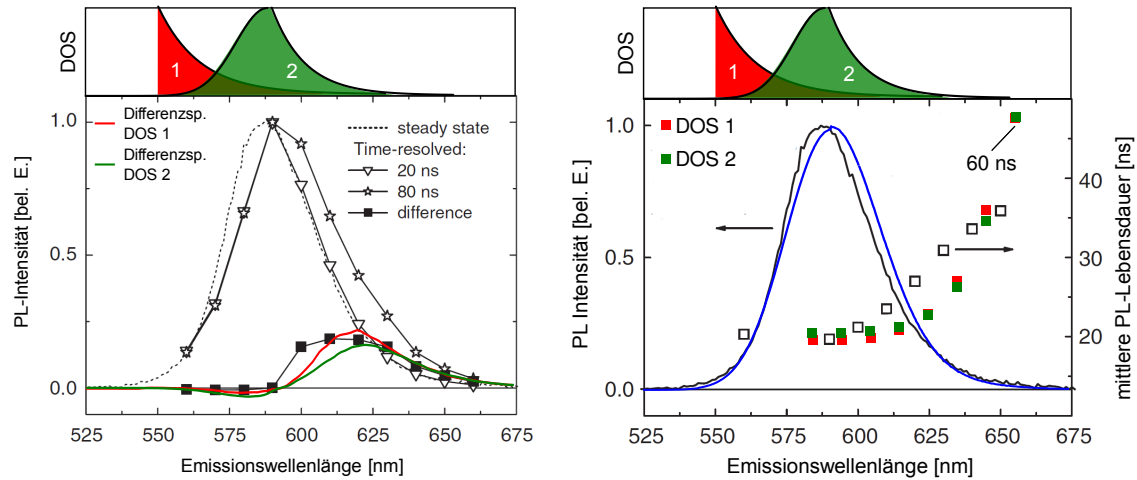 DOS
1
2
Differenzsp.
DOS 1
Differenzsp.
DOS 2
steady state
Time-resolved:
20 ns
80 ns
difference
1.0
0.5
0.0
PL-Intensität [bel. E.]
525 550 575 600 625 650 675
Emissionswellenlänge [nm]
DOS
1
2
DOS 1
DOS 2
60 ns
1.0
0.5
0.0
PL Intensität [bel. E.]
40
30
20
mittlere PL-Lebensdauer [ns]
525 550 575 600 625 650 675
Emissionswellenlänge [nm]